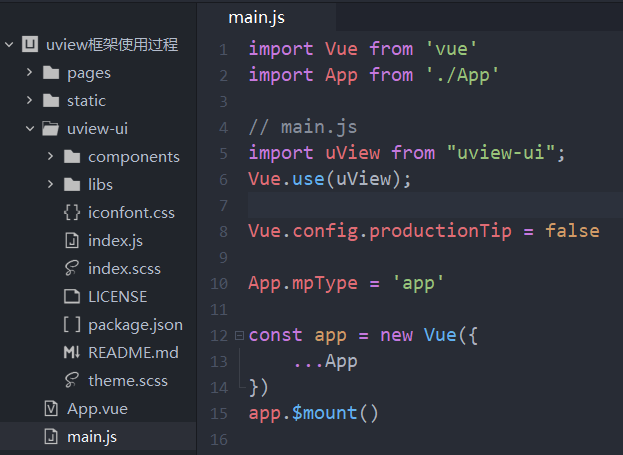 main.js
uview框架使用过程
pages
static
uview-ui
components
libs
iconfont.css
index.js
index.scss
LICENSE
package.json
README.md
theme.scss
App.vue
main.js
1 import Vue from 'vue'
2 import App from './App'
3
4 // main.js
5 import uView from "uview-ui";
6 Vue.use(uView);
7
8 Vue.config.productionTip = false
9
10 App.mpType = 'app'
11
12 const app = new Vue({
13     ...App
14 })
15 app.$mount()
16